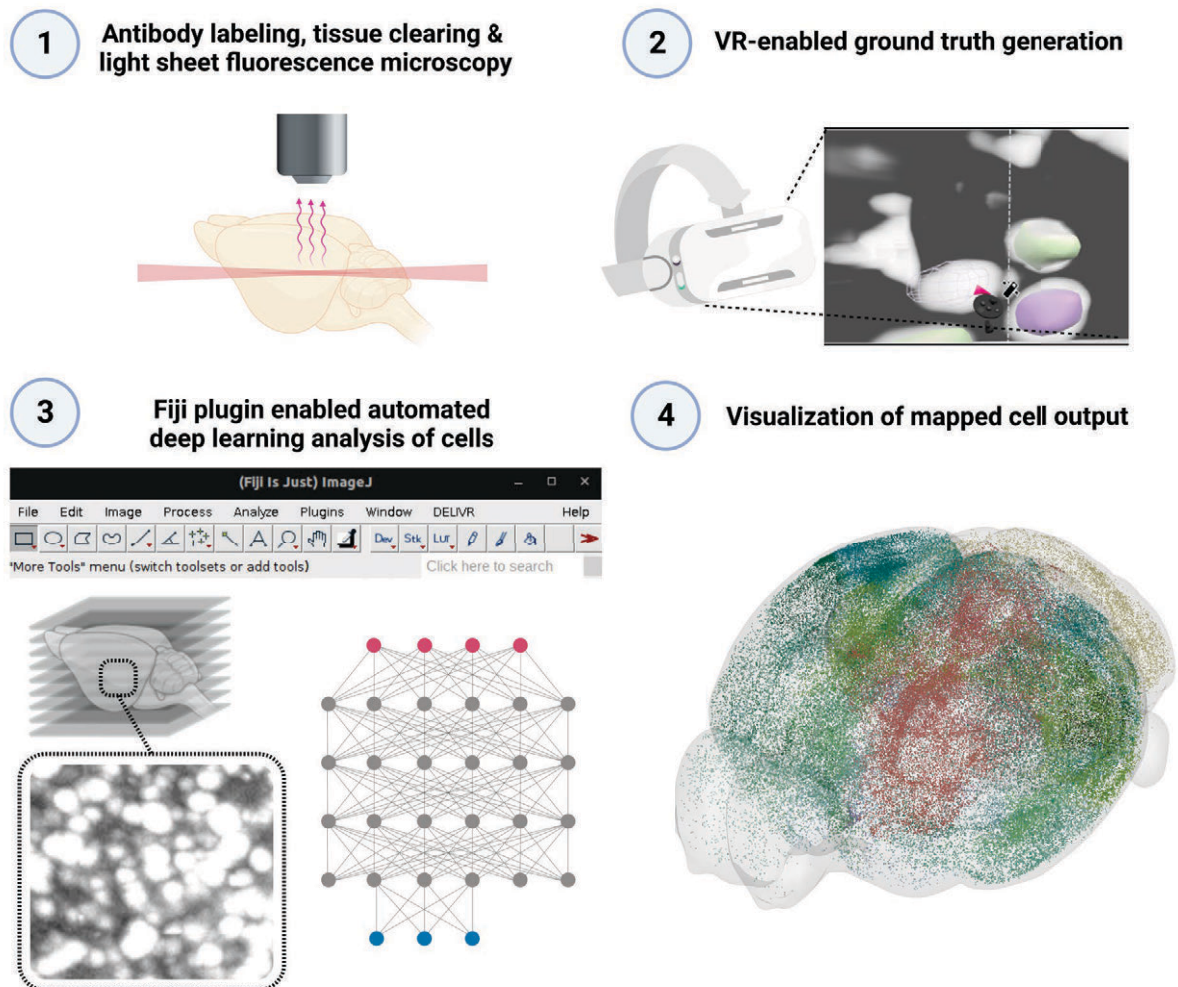 1
Antibody labeling, tissue clearing &
light sheet fluorescence microscopy
2
VR-enabled ground truth generation
3
Fiji plugin enabled automated
deep learning analysis of cells
(Fiji Is Just) ImageJ
File Edit Image Process Analyze Plugins Window DELIVR Help
Dev Stk Lut
"More Tools" menu (switch toolsets or add tools) Click here to search
4
Visualization of mapped cell output